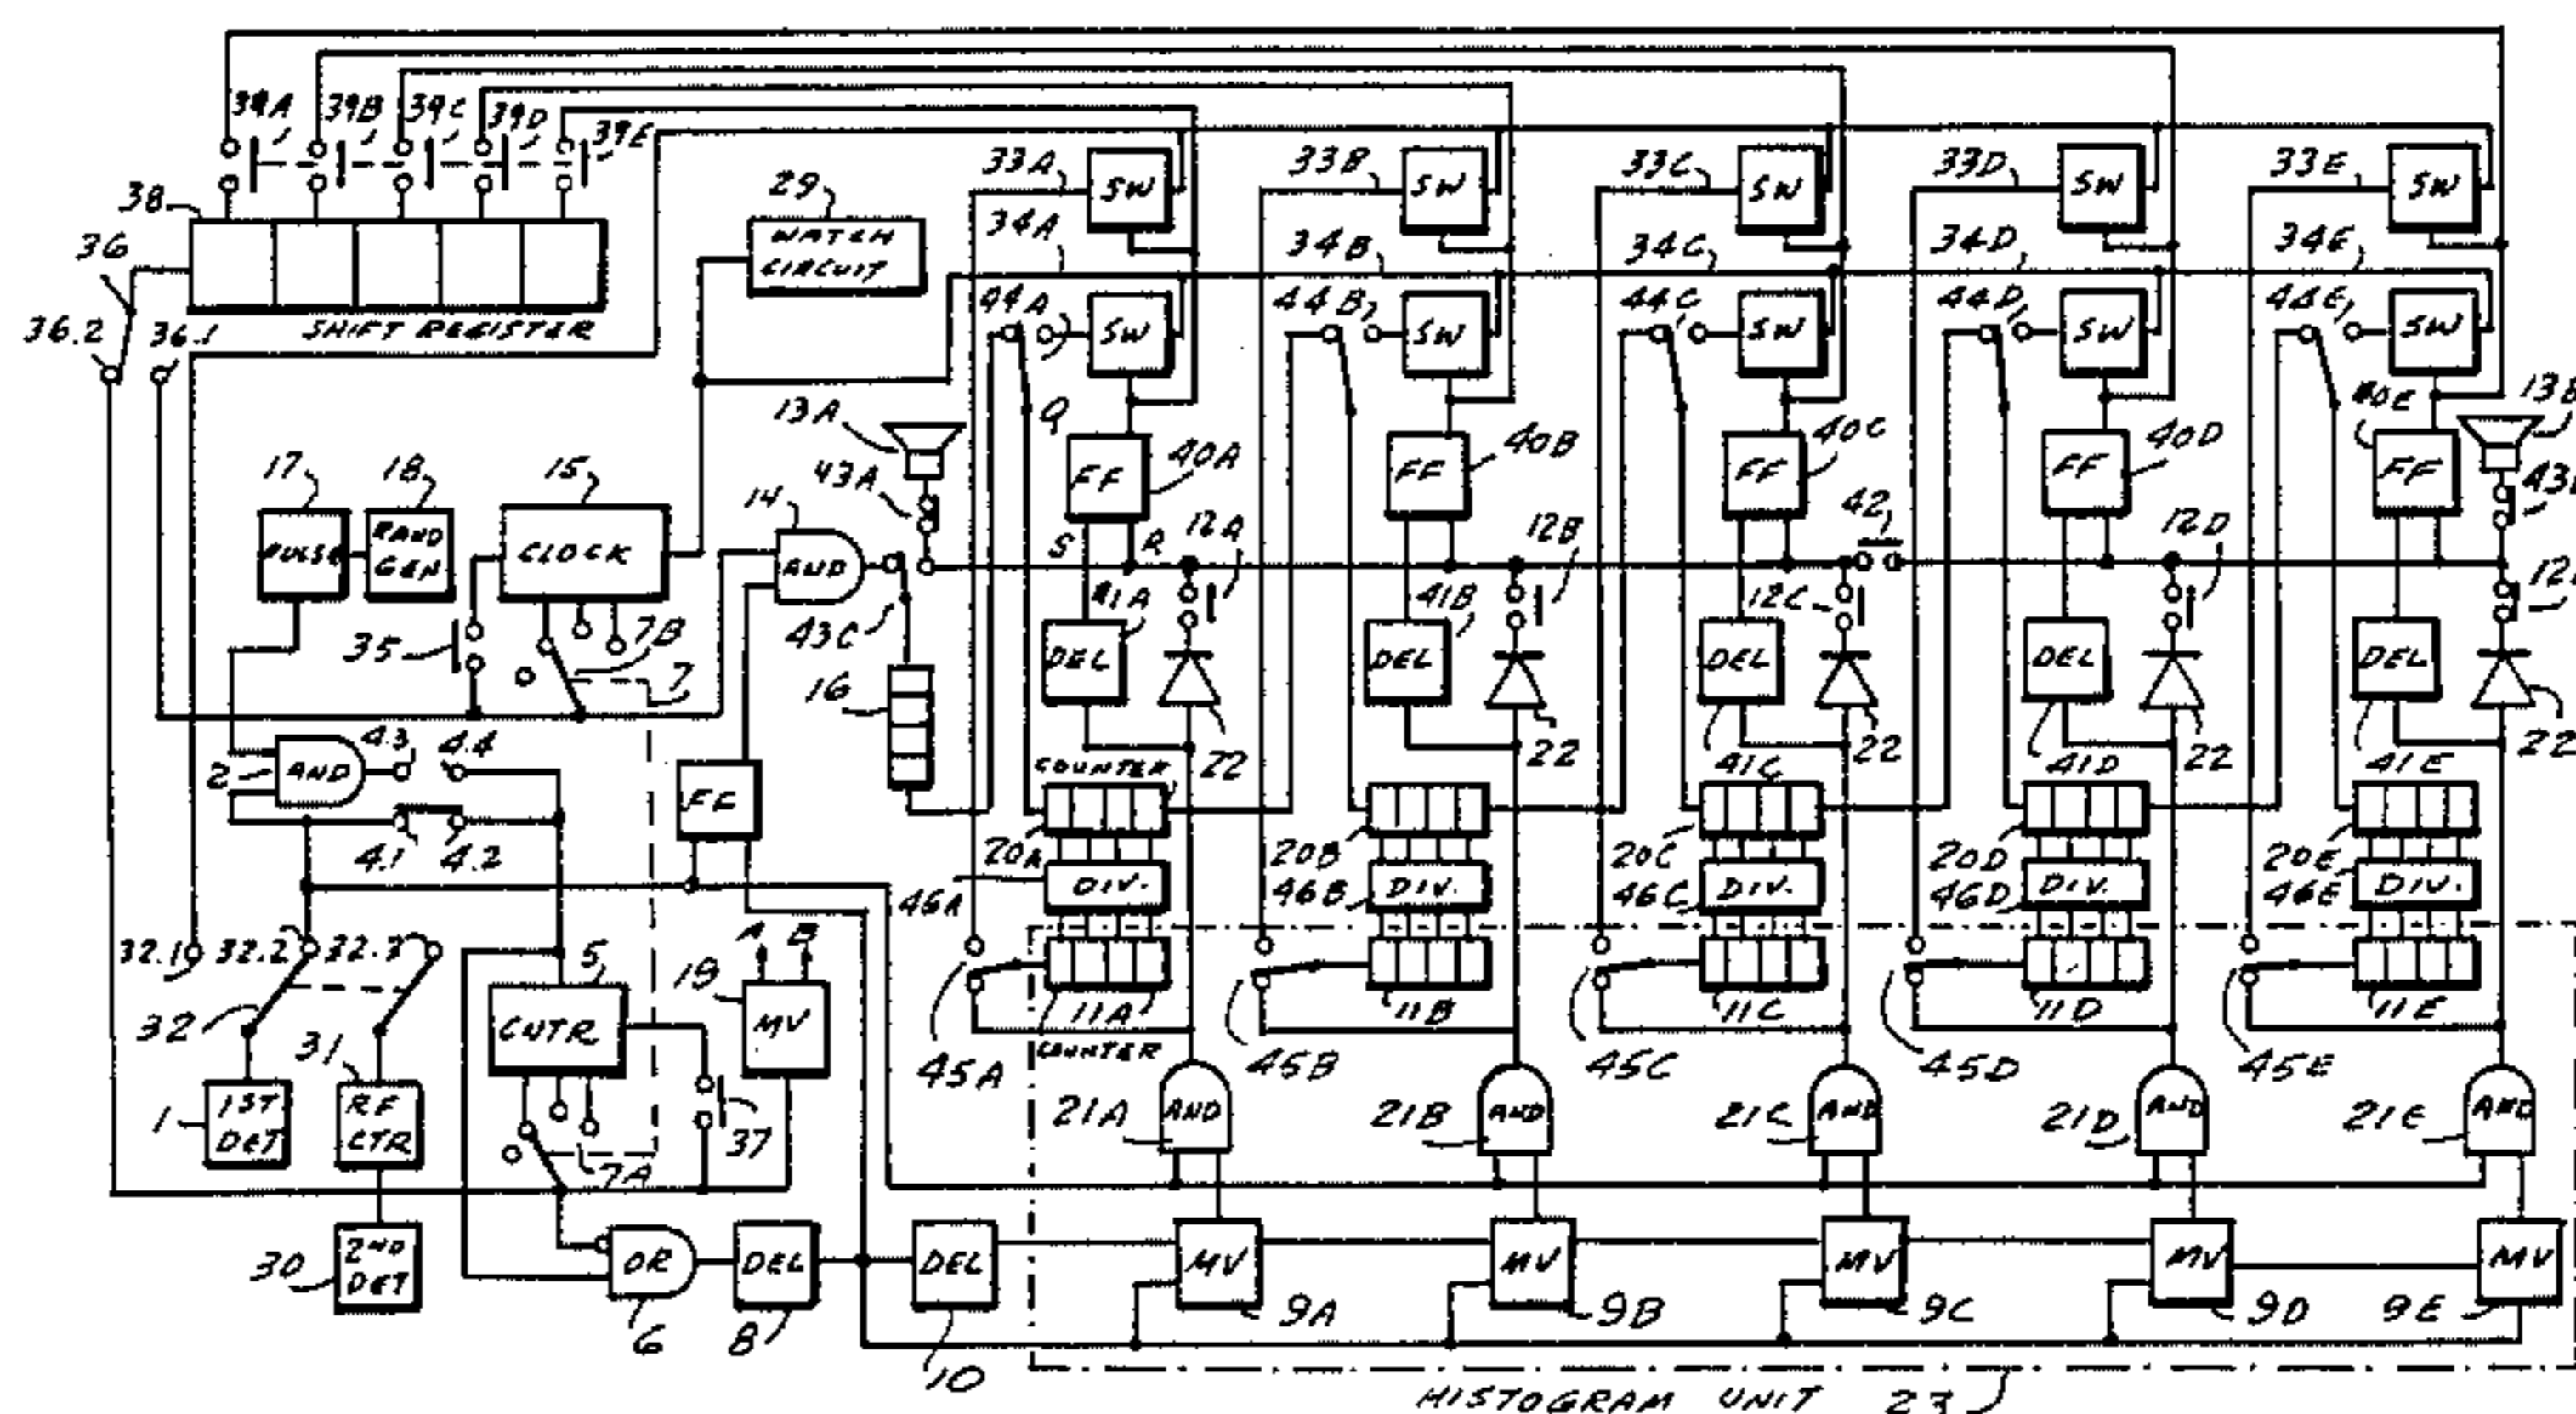 39A 39B 39C 39D 39E
38
36
36.2 36.1
SHIFT REGISTER
29
WATCH CIRCUIT
33A SW 33B SW 33C SW 33D SW 33E SW
34A 34B 34C 34D 34E
44A SW 44B SW 44C SW 44D SW 44E SW
13A Q 40E
17 18 15 43A 14
PULSE
RAND GEN
CLOCK
AND
FF 40A FF 40B FF 40C FF 40D FF
S R 12A 12B 42 12D
35 7B 7 43C 41A 41B 12C
DEL DEL DEL DEL DEL
16
22 22 22 22 22
2 AND 4.3 4.4
4.1 4.2
FF
COUNTER
41C 41D 41E
20A 20B 20C 20D 20E
46A DIV. 46B DIV. 46C DIV. 46D DIV. 46E DIV.
32.1 32.2 32.3
5 19 A B
32 31
CNTR
MV
11A 11B 11C 11D 11E
COUNTER
45A 45B 45C 45D 45E
1 1ST DET
RF CTR
7A 37
21A AND 21B AND 21C AND 21D AND 21E AND
30 2ND DET
OR DEL DEL MV MV MV MV MV
6 8 10 9A 9B 9C 9D 9E
HISTOGRAM UNIT 23